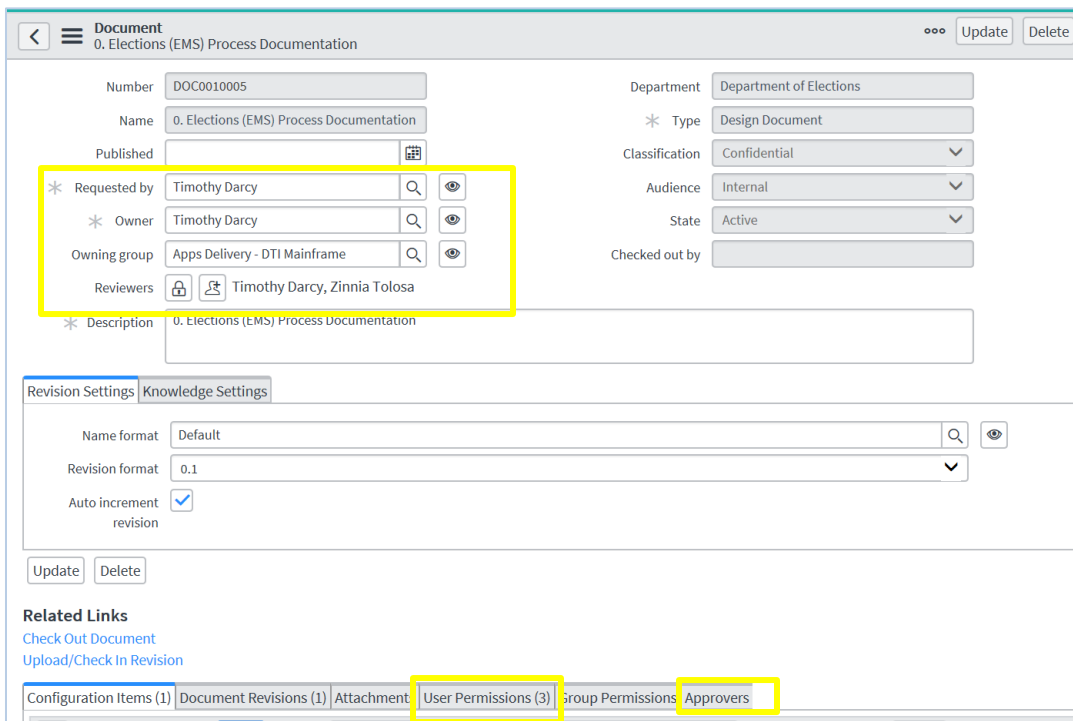 Document
0. Elections (EMS) Process Documentation
Update Delete
Number DOC0010005
Department Department of Elections
Name 0. Elections (EMS) Process Documentation
Type Design Document
Published
Classification Confidential
Requested by Timothy Darcy
Audience Internal
Owner Timothy Darcy
State Active
Owning group Apps Delivery - DTI Mainframe
Checked out by
Reviewers Timothy Darcy, Zinnia Tolosa
Description 0. Elections (EMS) Process Documentation
Revision Settings Knowledge Settings
Name format Default
Revision format 0.1
Auto increment
revision
Update Delete
Related Links
Check Out Document
Upload/Check In Revision
Configuration Items (1) Document Revisions (1) Attachment User Permissions (3) Group Permissions Approvers